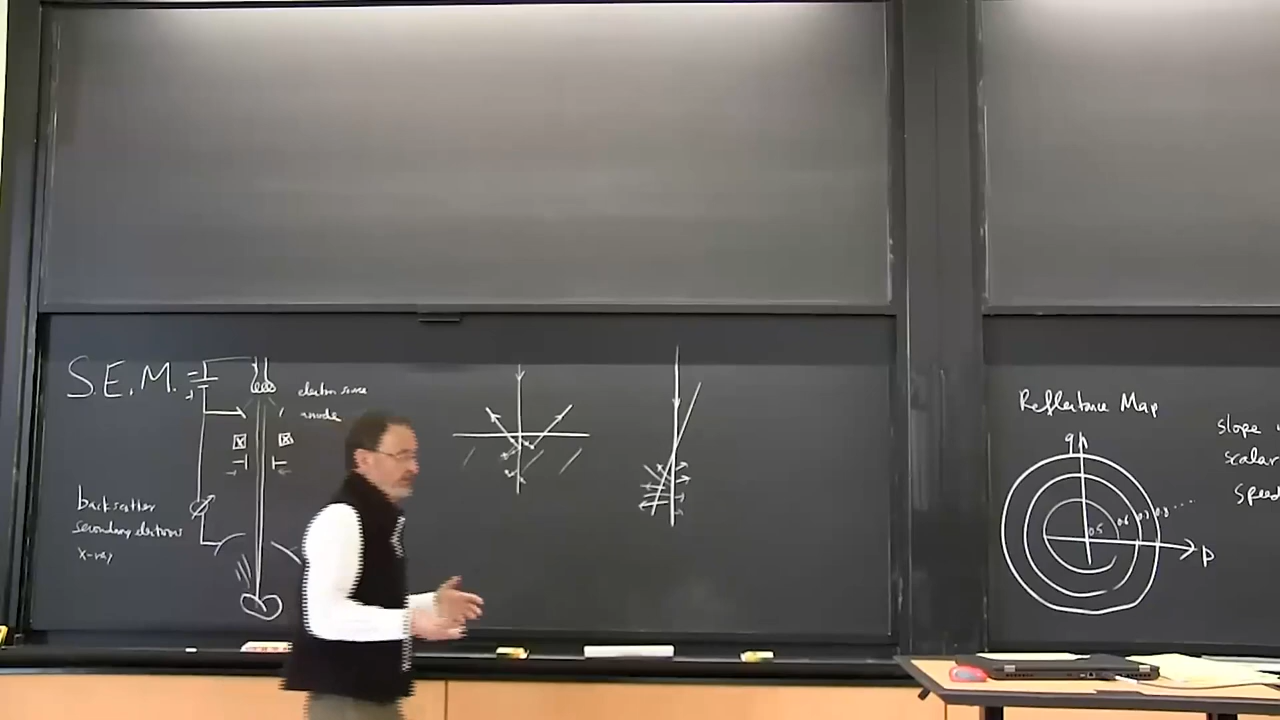 S.E.M.
electron source
anode
backscatter
secondary electrons
x-ray
Reflectance Map
q
0.5 0.6 0.7 0.8 ....
p
slope
scalar
speed